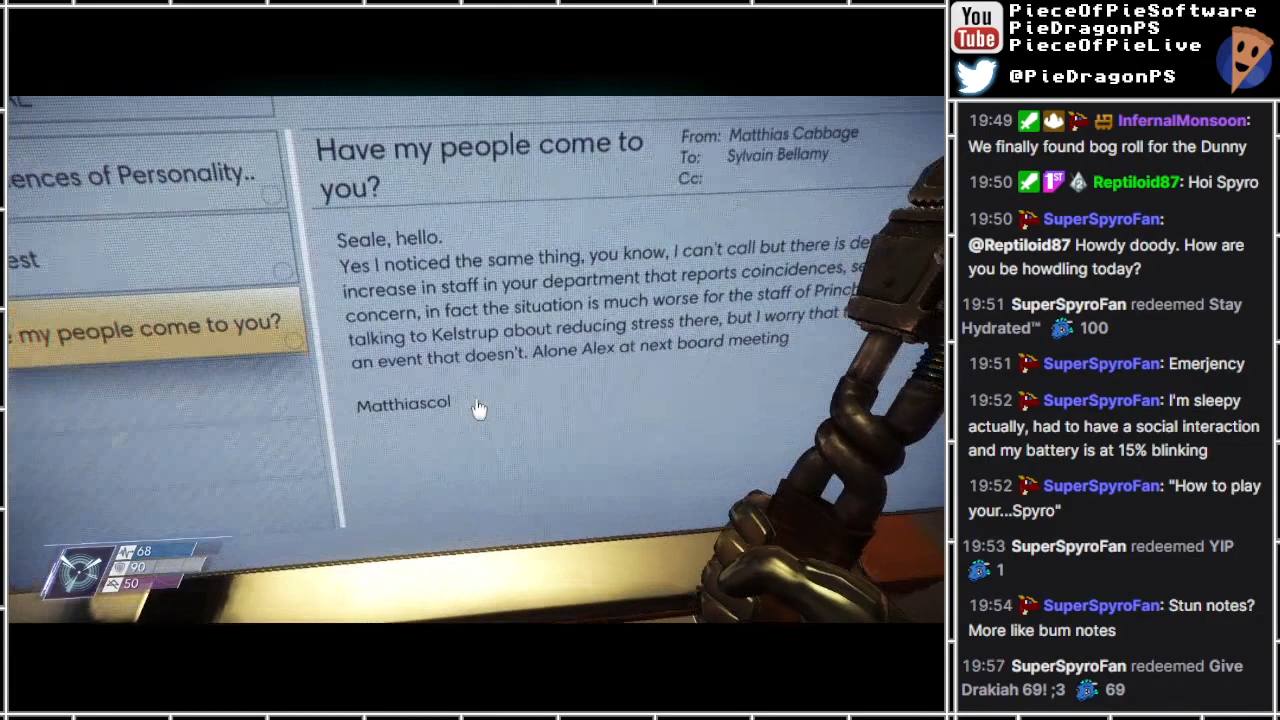 ences of Personality..
est
my people come to you?
Have my people come to
you?
From: Matthias Cabbage
To: Sylvain Bellamy
Cc:
Seale, hello.
Yes I noticed the same thing, you know, I can't call but there is de
increase in staff in your department that reports coincidences, se
concern, in fact the situation is much worse for the staff of Princ
talking to Kelstrup about reducing stress there, but I worry that
an event that doesn't. Alone Alex at next board meeting
Matthiascol
68
90
50
You
Tube
PieceOfPieSoftware
PieDragonPS
PieceOfPieLive
@PieDragonPS
19:49 InfernalMonsoon:
We finally found bog roll for the Dunny
19:50 1ST 2 Reptiloid87: Hoi Spyro
19:50 SuperSpyroFan:
@Reptiloid87 Howdy doody. How are
you be howdling today?
19:51 SuperSpyroFan redeemed Stay
Hydrated™ 100
19:51 SuperSpyroFan: Emerjency
19:52 SuperSpyroFan: I'm sleepy
actually, had to have a social interaction
and my battery is at 15% blinking
19:52 SuperSpyroFan: "How to play
your...Spyro"
19:53 SuperSpyroFan redeemed YIP
1
19:54 SuperSpyroFan: Stun notes?
More like bum notes
19:57 SuperSpyroFan redeemed Give
Drakiah 69! ;3 69